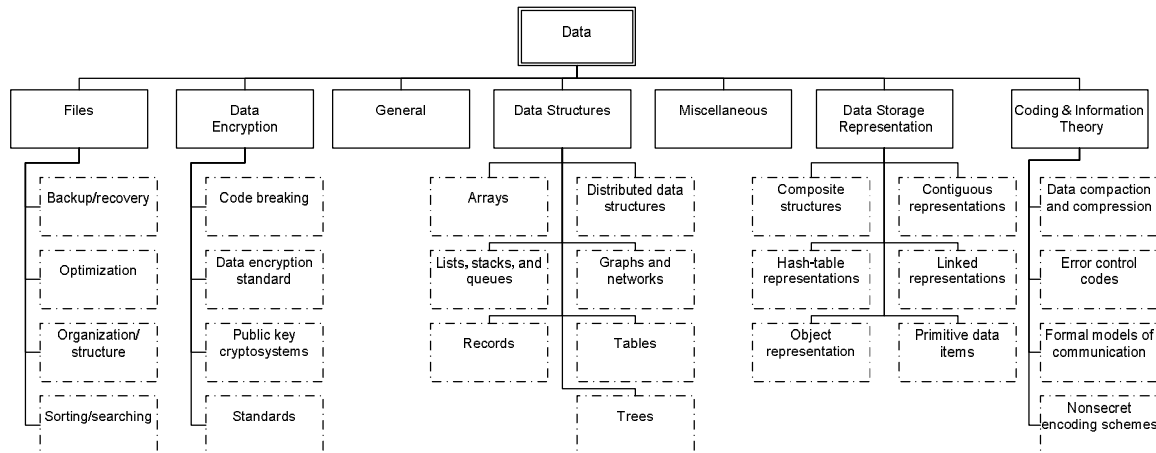 Data
Files
Data
Encryption
General
Data Structures
Miscellaneous
Data Storage
Representation
Coding & Information
Theory
Backup/recovery
Optimization
Organization/
structure
Sorting/searching
Code breaking
Data encryption
standard
Public key
cryptosystems
Standards
Arrays
Distributed data
structures
Lists, stacks, and
queues
Graphs and
networks
Records
Tables
Trees
Composite
structures
Contiguous
representations
Hash-table
representations
Linked
representations
Object
representation
Primitive data
items
Data compaction
and compression
Error control
codes
Formal models of
communication
Nonsecret
encoding schemes